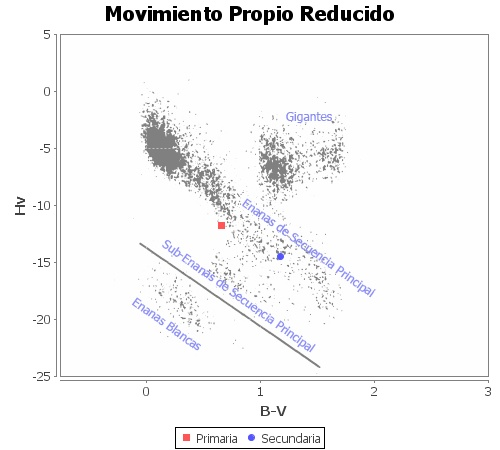 Movimiento Propio Reducido
5
0
-5
-10
-15
-20
-25
Hv
Gigantes
Enanas de Secuencia Principal
Sub-Enanas de Secuencia Principal
Enanas Blancas
0
1
2
3
B-V
Primaria
Secundaria